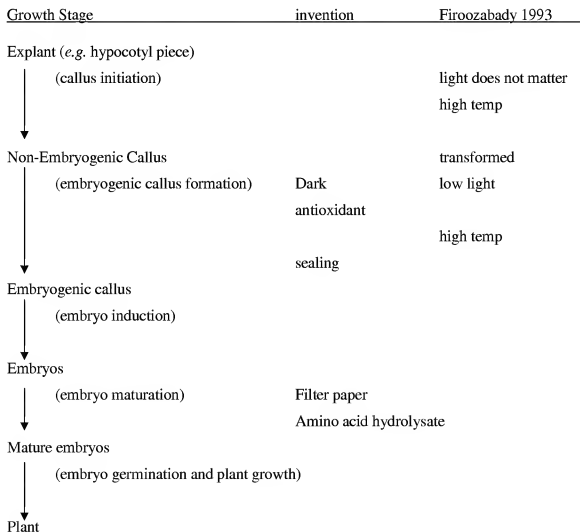 Growth Stage invention Firoozabady 1993
Explant (e.g. hypocotyl piece)
(callus initiation) light does not matter
high temp
Non-Embryogenic Callus transformed
(embryogenic callus formation) Dark low light
antioxidant
high temp
sealing
Embryogenic callus
(embryo induction)
Embryos
(embryo maturation) Filter paper
Amino acid hydrolysate
Mature embryos
(embryo germination and plant growth)
Plant